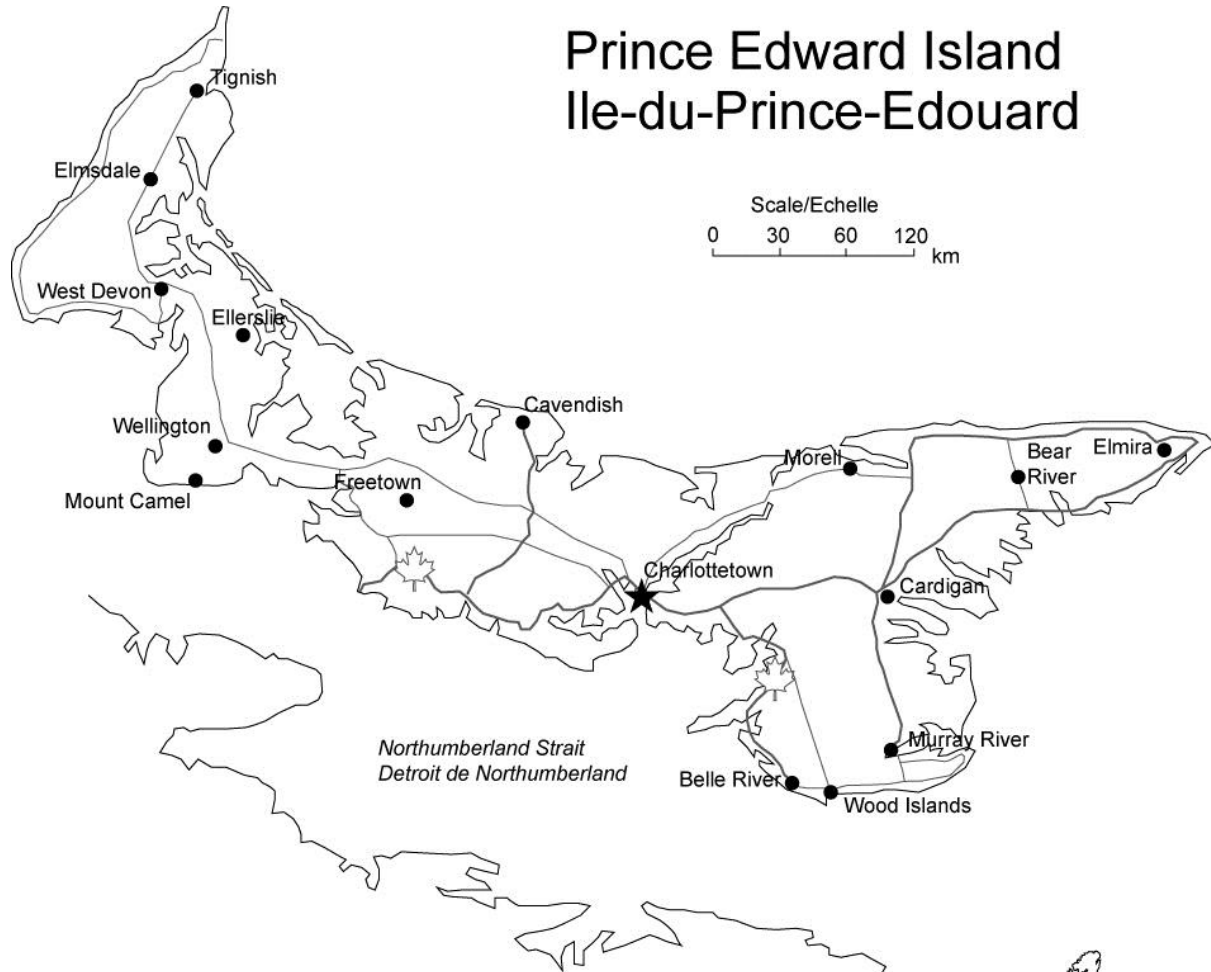 Prince Edward Island
Ile-du-Prince-Edouard
Tignish
Elmsdale
Scale/Echelle
0 30 60 120
km
West Devon
Ellerslie
Cavendish
Wellington
Morell
Bear
River
Elmira
Freetown
Mount Camel
Charlottetown
Cardigan
Murray River
Northumberland Strait
Detroit de Northumberland
Belle River
Wood Islands